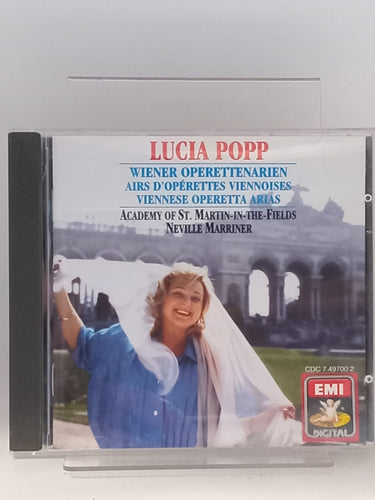 LUCIA POPP
WIENER OPERETTENARIEN
AIRS D'OPÉRETTES VIENNOISES
VIENNESE OPERETTA ARIAS
ACADEMY OF ST. MARTIN-IN-THE-FIELDS
NEVILLE MARRINER
CDC 7 49700 2
EMI
DIGITAL